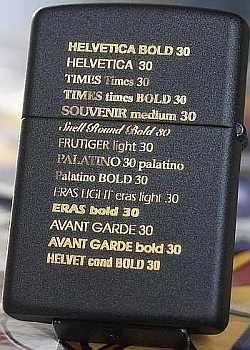 HELVETICA BOLD 30
HELVETICA 30
TIMES Times 30
TIMES times BOLD 30
SOUVENIR medium 30
Snell Round Bold 30
FRUTIGER light 30
PALATINO 30 palatino
Palatino BOLD 30
ERAS LIGHT eras light 30
ERAS bold 30
AVANT GARDE 30
AVANT GARDE bold 30
HELVET cond BOLD 30